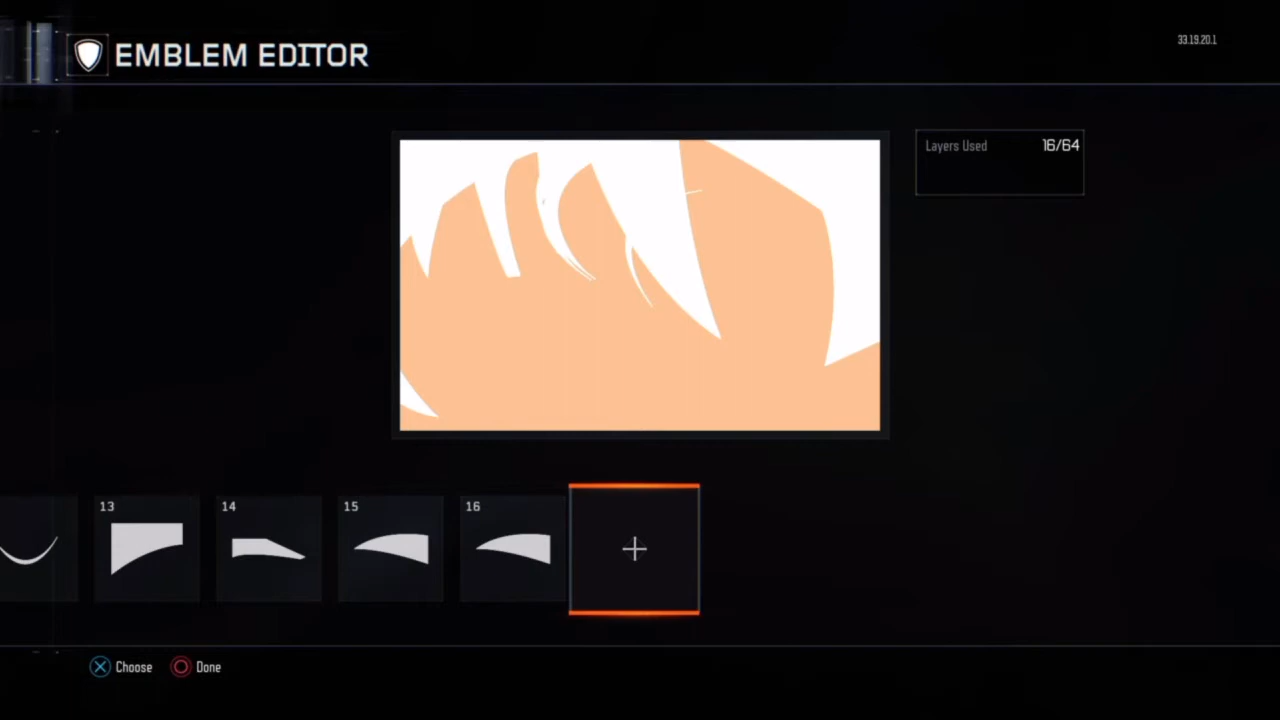 EMBLEM EDITOR
33.19.20.1
Layers Used 16/64
13 14 15 16
Choose Done